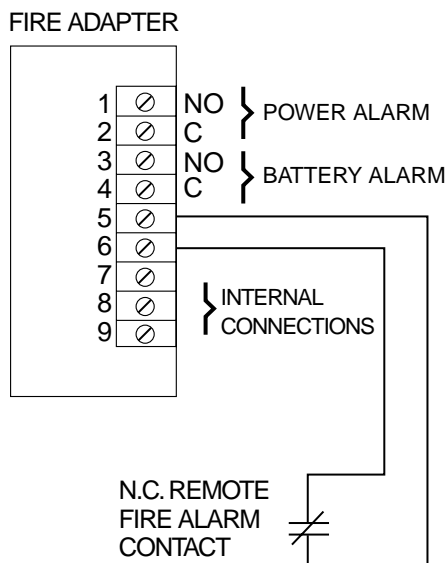 FIRE ADAPTER
1 NO
2 C
POWER ALARM
3 NO
4 C
BATTERY ALARM
5
6
7
8
9
INTERNAL
CONNECTIONS
N.C. REMOTE
FIRE ALARM
CONTACT